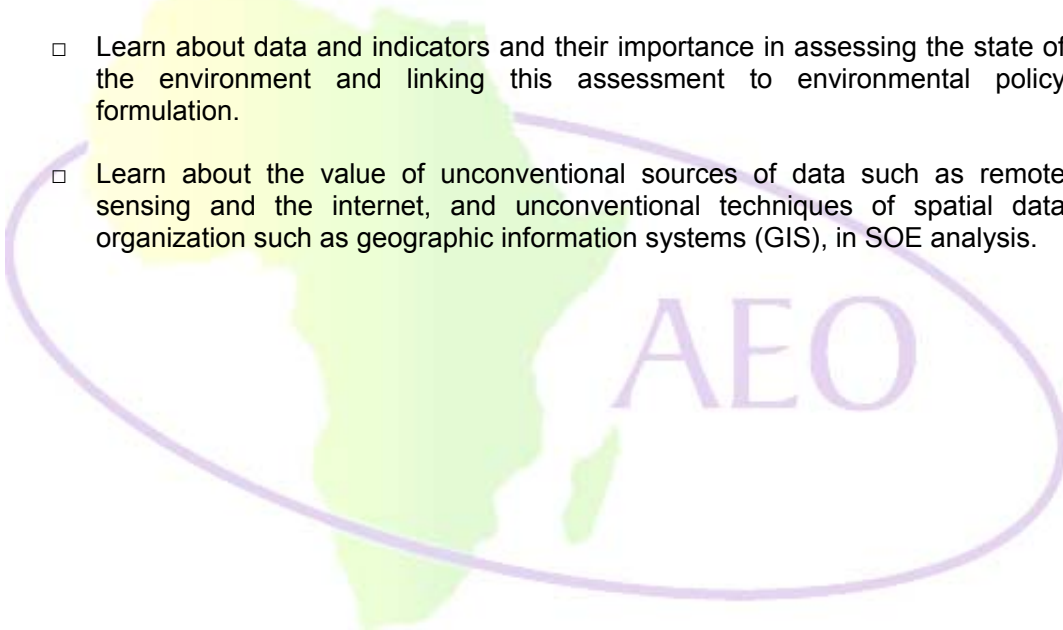 □ Learn about data and indicators and their importance in assessing the state of
the environment and linking this assessment to environmental policy
formulation.
□ Learn about the value of unconventional sources of data such as remote
sensing and the internet, and unconventional techniques of spatial data
organization such as geographic information systems (GIS), in SOE analysis.
AEO